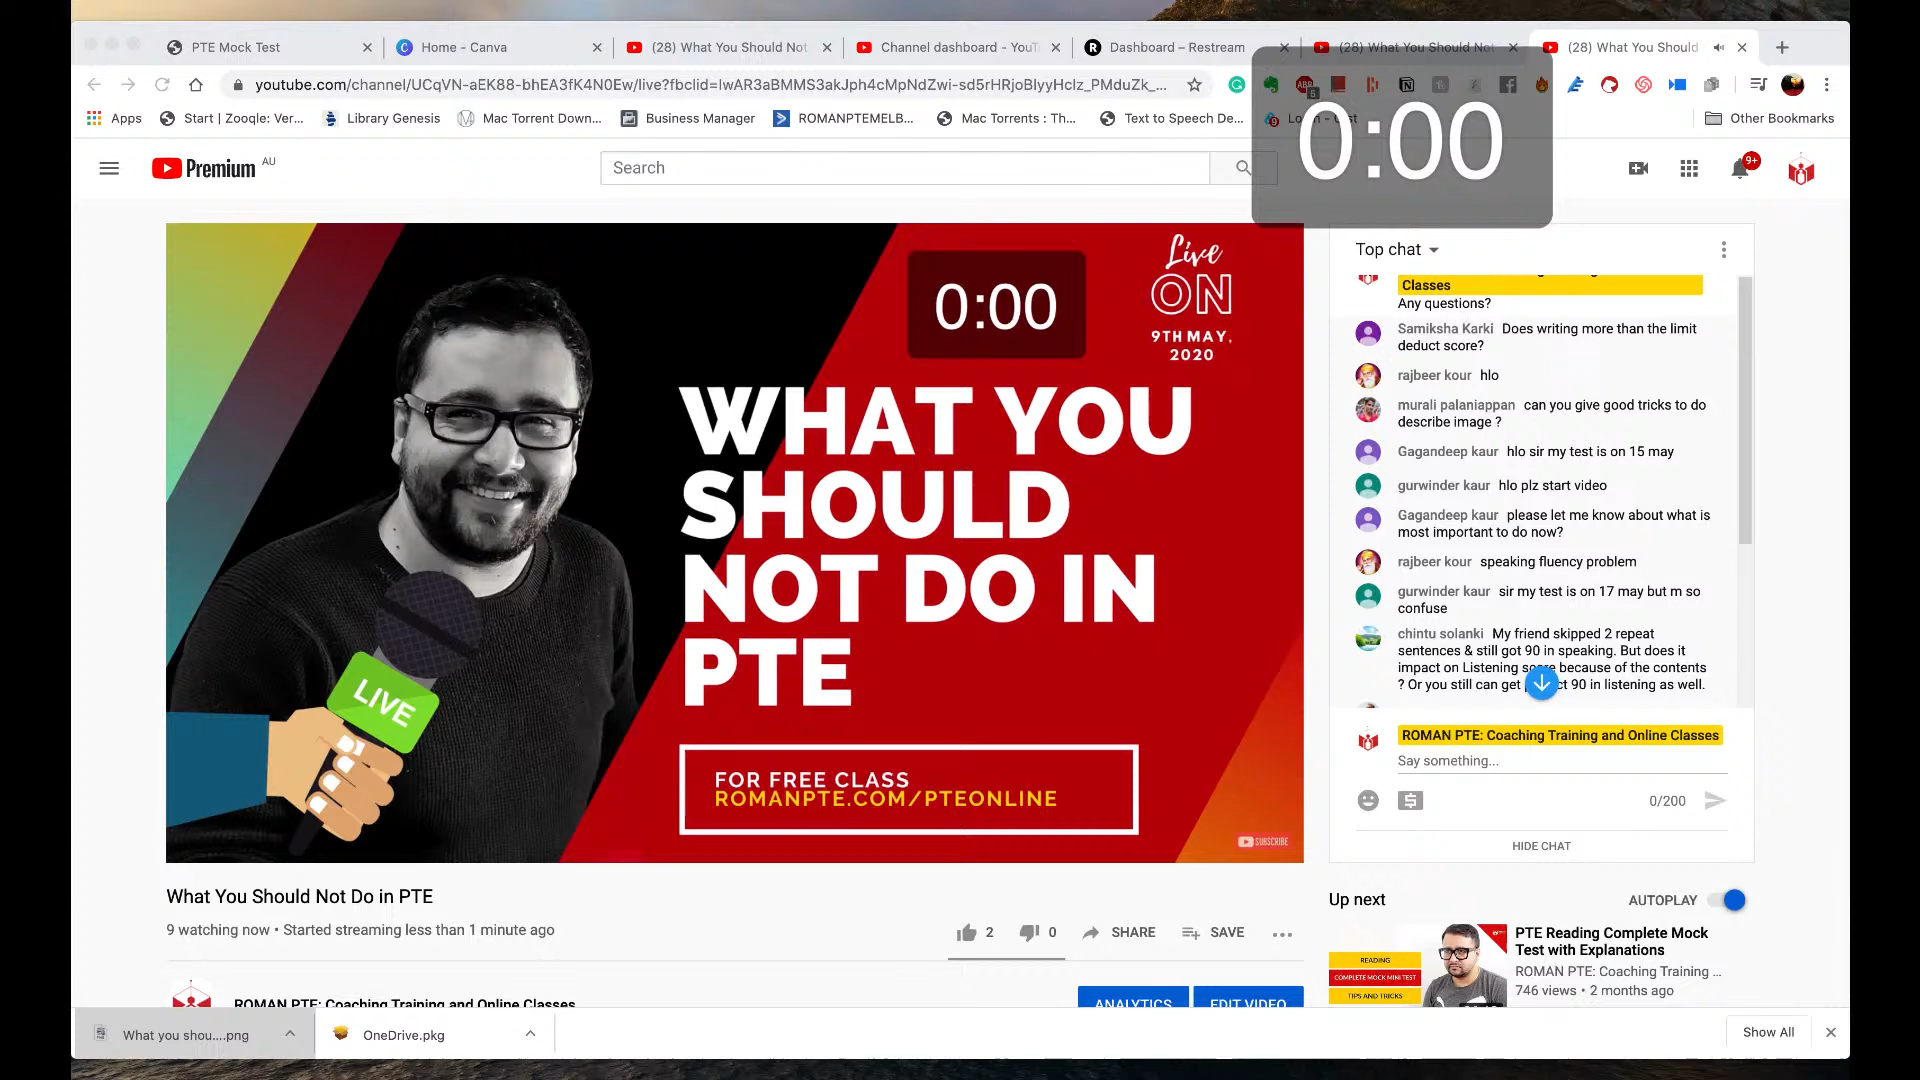 PTE Mock Test
Home - Canva
(28) What You Should Not
Channel dashboard - YouT
Dashboard – Restream
(28) What You Should Not
(28) What You Should
youtube.com/channel/UCqVN-aEK88-bhEA3fK4N0Ew/live?fbclid=IwAR3aBMMS3akJph4cMpNdZwi-sd5rHRjoBlyyHclz_PMduZk_...
Apps
Start | Zooqle: Ver...
Library Genesis
Mac Torrent Down...
Business Manager
ROMANPTEMELB...
Mac Torrents : Th...
Text to Speech De...
Other Bookmarks
0:00
Premium AU
Search
9+
Live
ON
9TH MAY,
2020
0:00
WHAT YOU
SHOULD
NOT DO IN
PTE
LIVE
FOR FREE CLASS
ROMANPTE.COM/PTEONLINE
SUBSCRIBE
Top chat
Classes
Any questions?
Samiksha Karki Does writing more than the limit
deduct score?
rajbeer kour hlo
murali palaniappan can you give good tricks to do
describe image ?
Gagandeep kaur hlo sir my test is on 15 may
gurwinder kaur hlo plz start video
Gagandeep kaur please let me know about what is
most important to do now?
rajbeer kour speaking fluency problem
gurwinder kaur sir my test is on 17 may but m so
confuse
chintu solanki My friend skipped 2 repeat
sentences & still got 90 in speaking. But does it
impact on Listening score because of the contents
? Or you still can get 90 in listening as well.
ROMAN PTE: Coaching Training and Online Classes
Say something...
0/200
HIDE CHAT
What You Should Not Do in PTE
9 watching now • Started streaming less than 1 minute ago
2
0
SHARE
SAVE
ROMAN PTE: Coaching Training and Online Classes
ANALYTICS
EDIT VIDEO
Up next
AUTOPLAY
READING
COMPLETE MOCK MINI TEST
TIPS AND TRICKS
PTE Reading Complete Mock
Test with Explanations
ROMAN PTE: Coaching Training ...
746 views • 2 months ago
What you shou....png
OneDrive.pkg
Show All